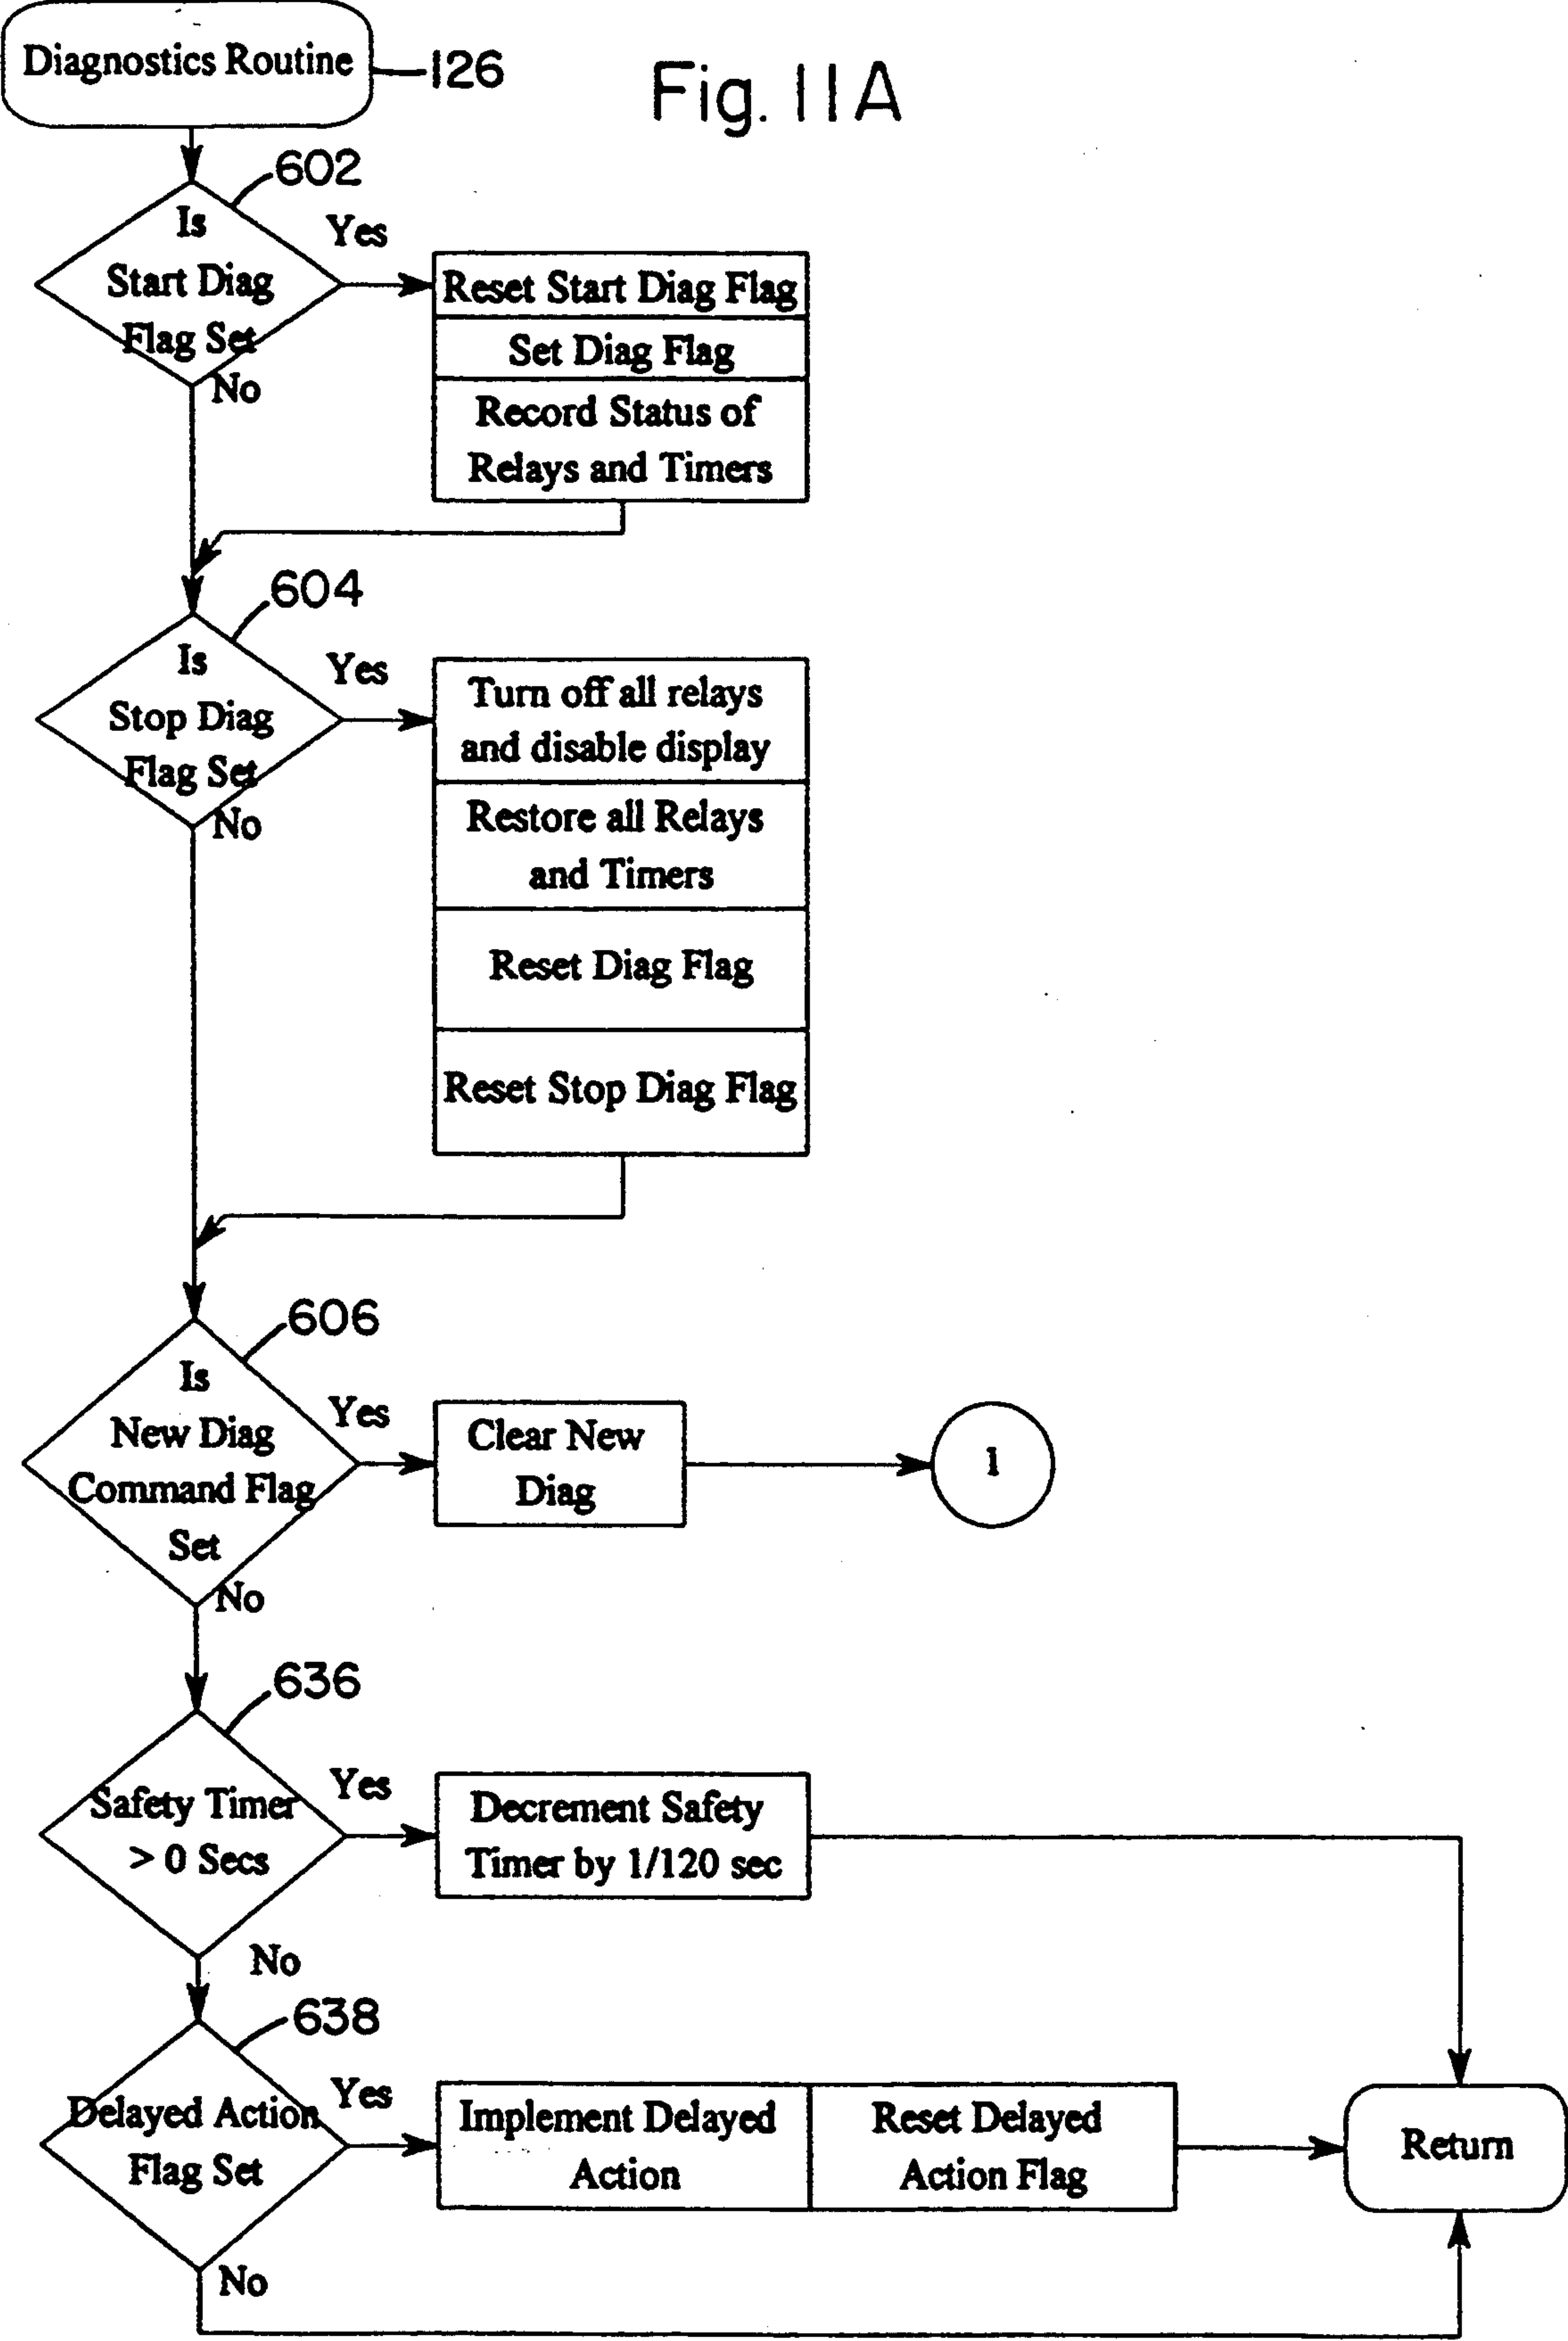 Diagnostics Routine
126
Fig. 11A
602
Is
Start Diag
Flag Set
Yes
No
Reset Start Diag Flag
Set Diag Flag
Record Status of
Relays and Timers
604
Is
Stop Diag
Flag Set
Yes
No
Turn off all relays
and disable display
Restore all Relays
and Timers
Reset Diag Flag
Reset Stop Diag Flag
606
Is
New Diag
Command Flag
Set
Yes
No
Clear New
Diag
1
636
Safety Timer
> 0 Secs
Yes
No
Decrement Safety
Timer by 1/120 sec
638
Delayed Action
Flag Set
Yes
No
Implement Delayed
Action
Reset Delayed
Action Flag
Return